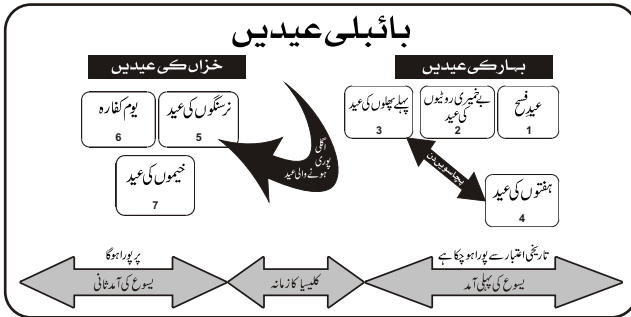 بائبلی عیدیں
بہار کی عیدیں
خزاں کی عیدیں
عیدِ فسح
1
بے خمیری روٹیوں
کی عید
2
پہلے پھلوں کی عید
3
پچاسویں دن
ہفتوں کی عید
4
اگلی
پوری
ہونے والی عید
نرسنگوں کی عید
5
یوم کفارہ
6
خیموں کی عید
7
تاریخی اعتبار سے پورا ہو چکا ہے
یسوع کی پہلی آمد
کلیسیا کا زمانہ
پر پورا ہوگا
یسوع کی آمد ثانی